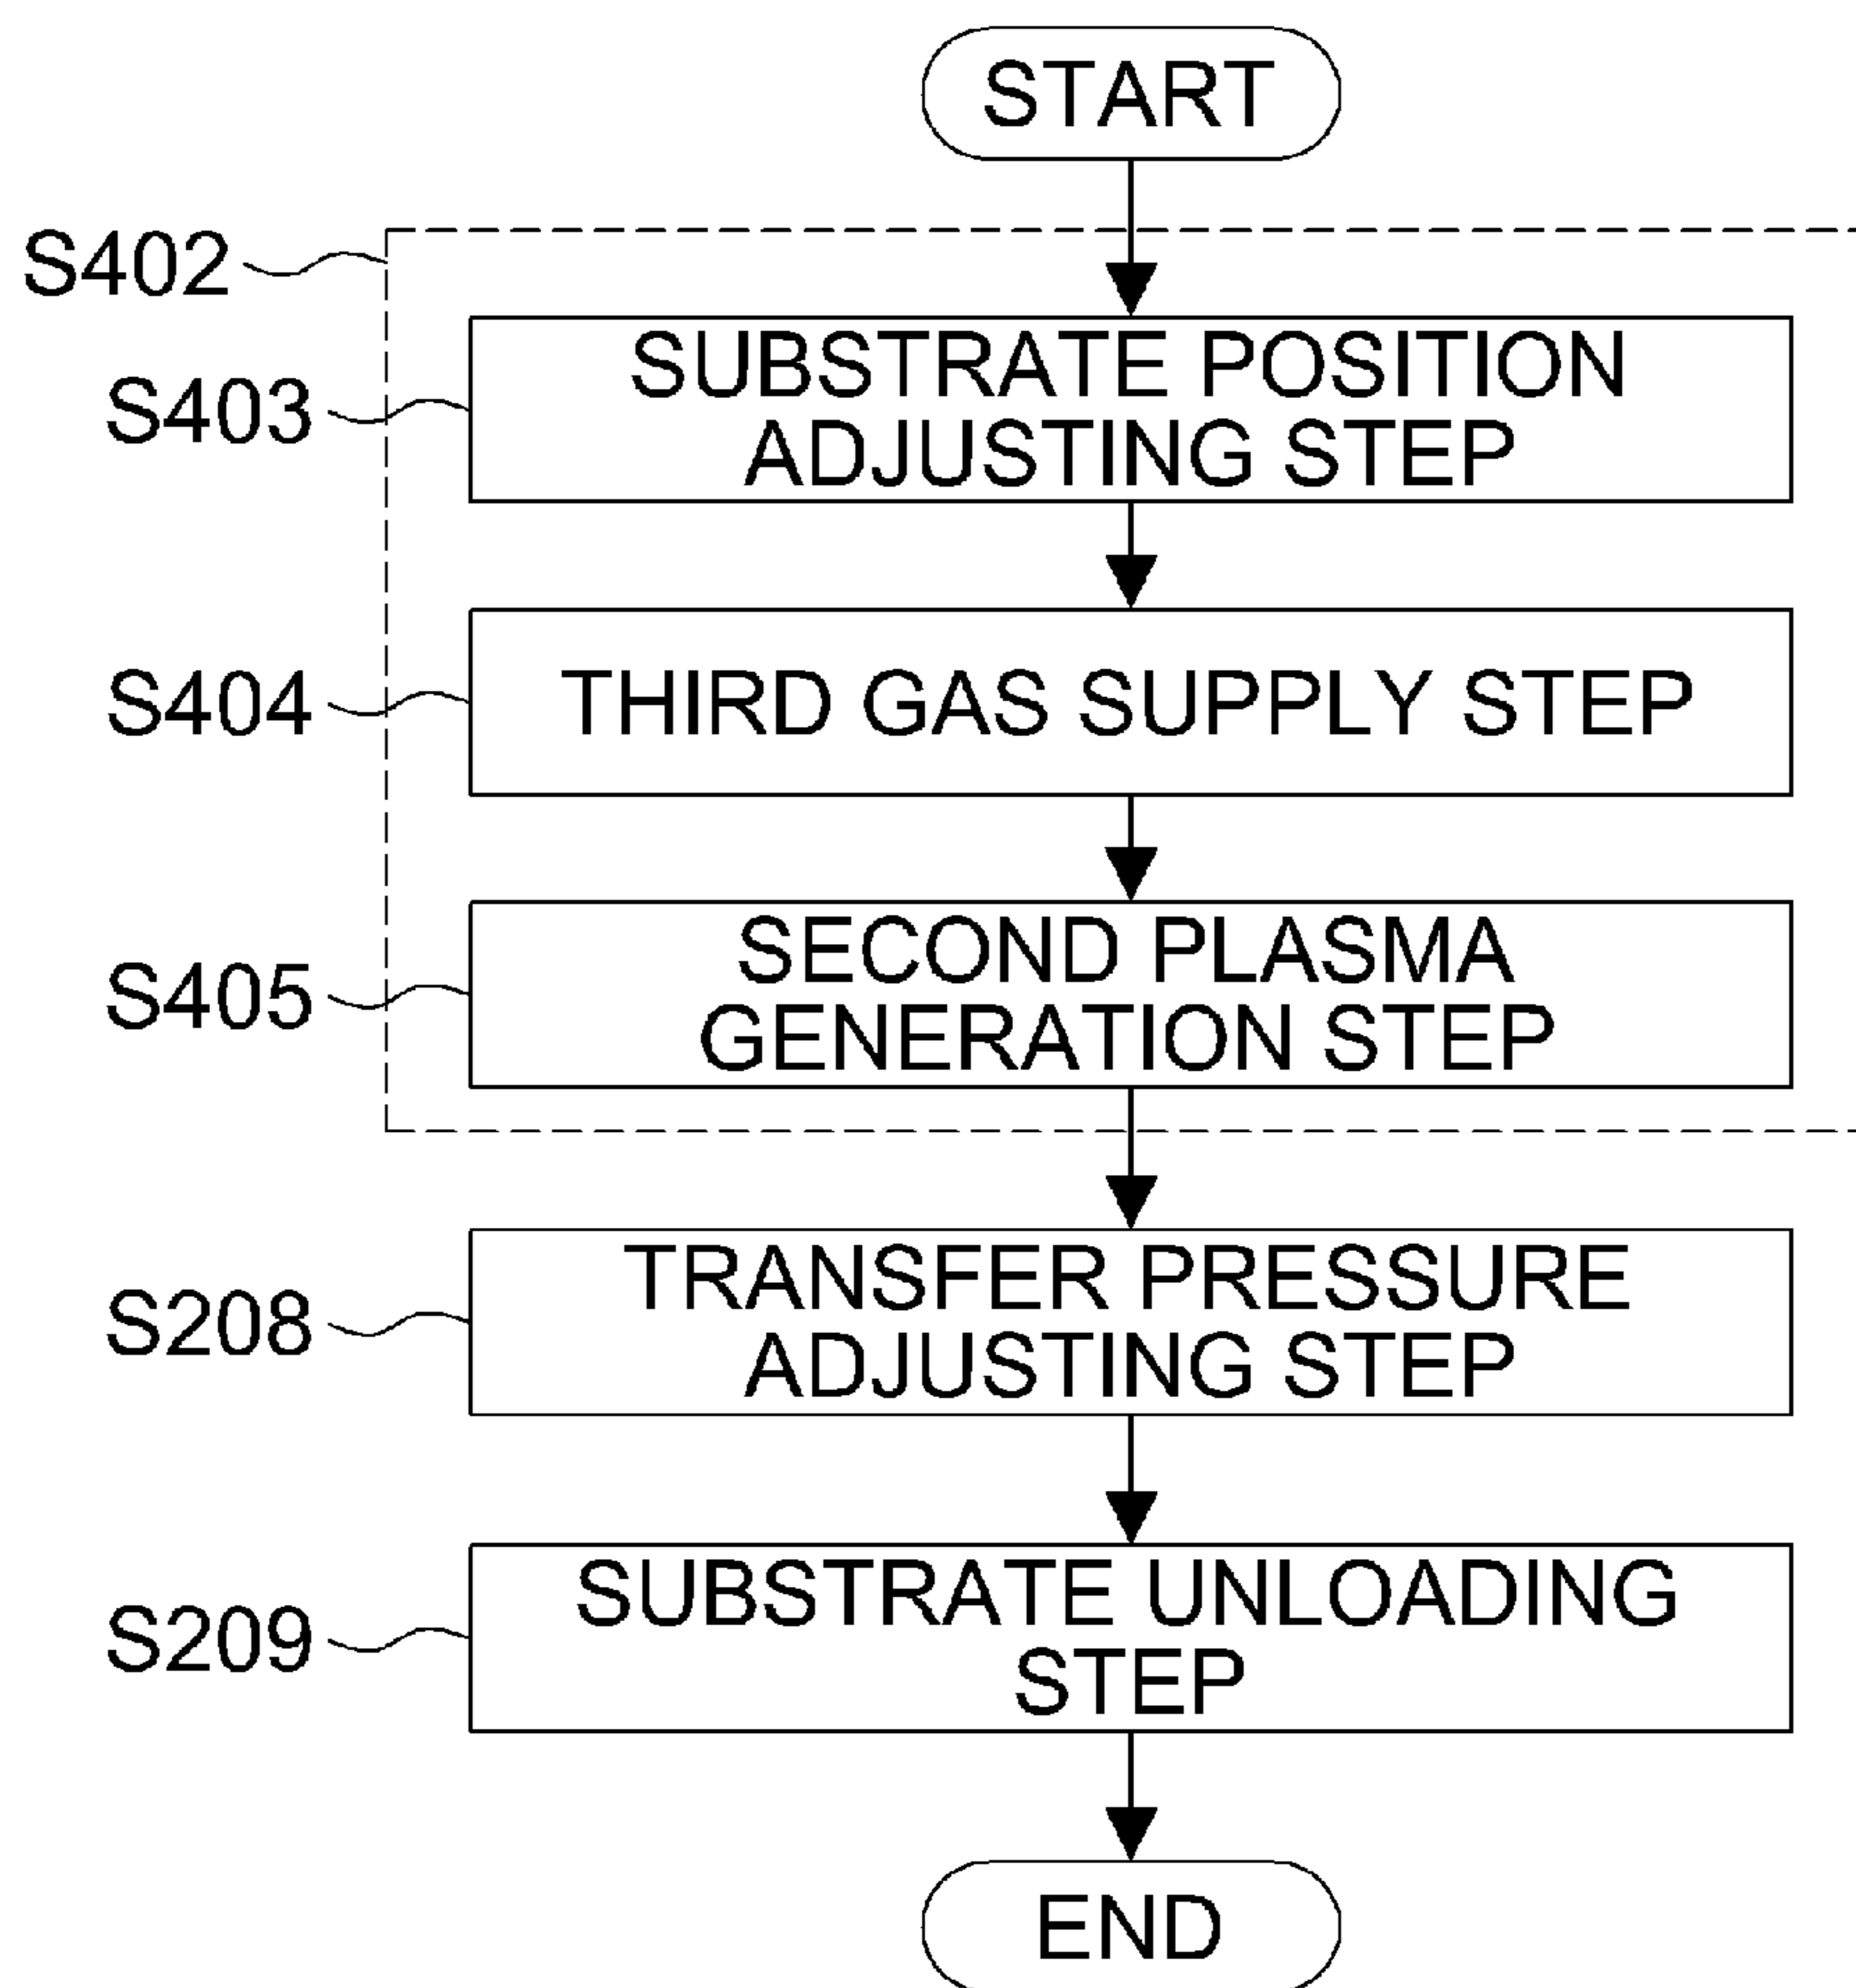 START
S402
S403
SUBSTRATE POSITION
ADJUSTING STEP
S404
THIRD GAS SUPPLY STEP
S405
SECOND PLASMA
GENERATION STEP
S208
TRANSFER PRESSURE
ADJUSTING STEP
S209
SUBSTRATE UNLOADING
STEP
END